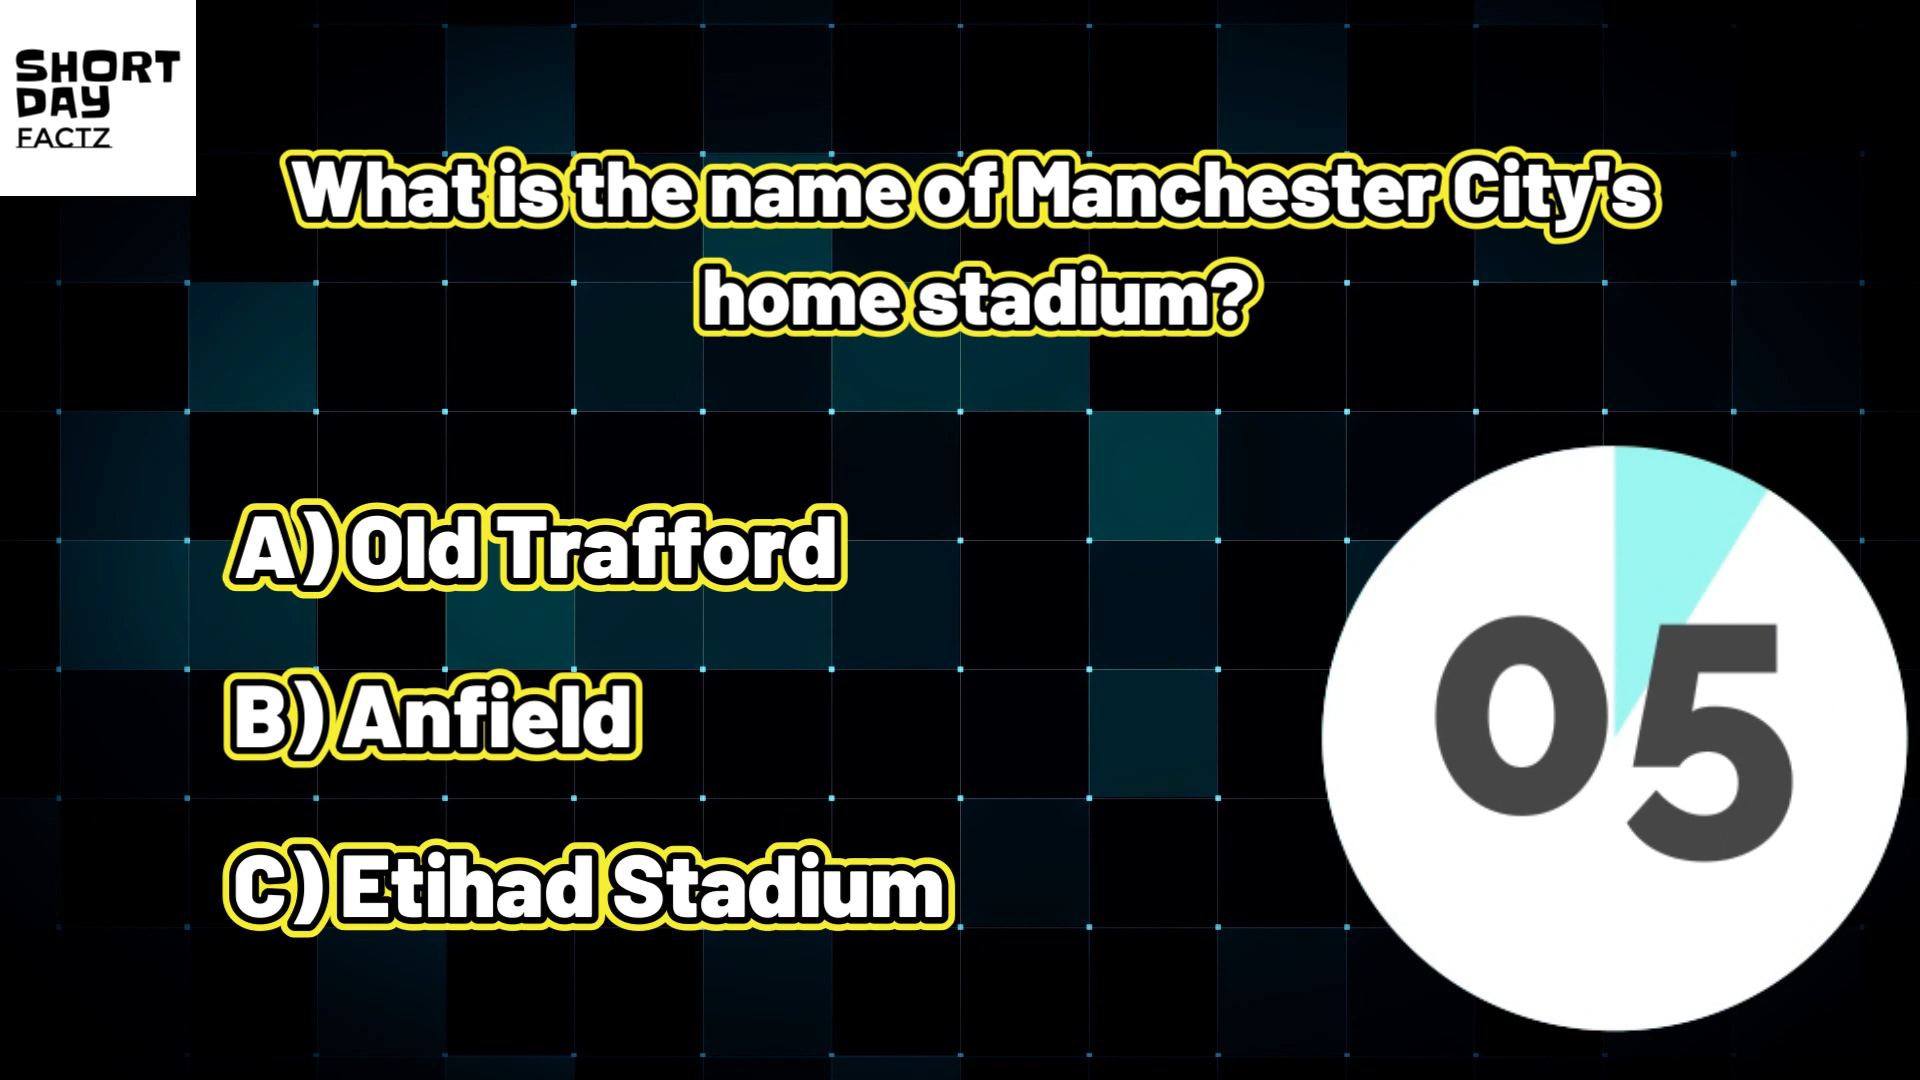 SHORT
DAY
FACTZ
What is the name of Manchester City's
home stadium?
A) Old Trafford
B) Anfield
C) Etihad Stadium
05